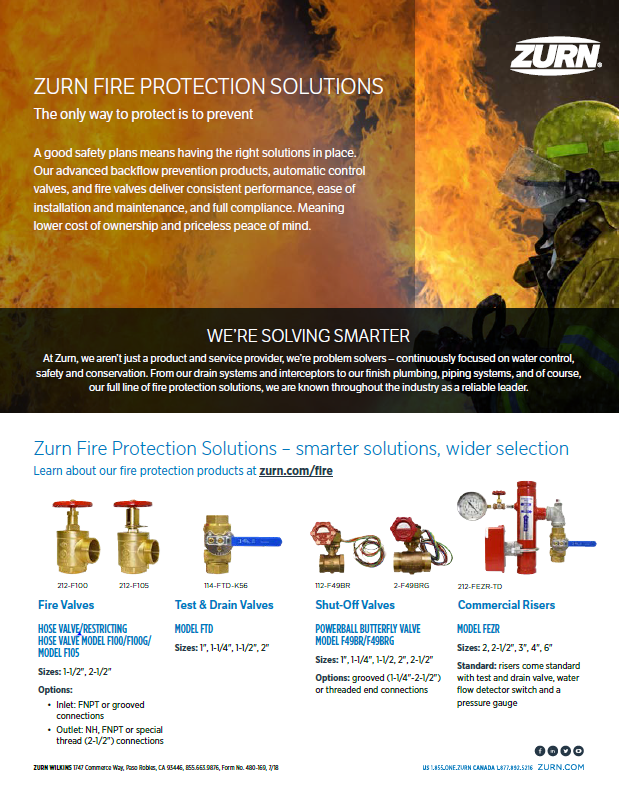 ZURN
ZURN FIRE PROTECTION SOLUTIONS
The only way to protect is to prevent
A good safety plans means having the right solutions in place.
Our advanced backflow prevention products, automatic control
valves, and fire valves deliver consistent performance, ease of
installation and maintenance, and full compliance. Meaning
lower cost of ownership and priceless peace of mind.
WE'RE SOLVING SMARTER
At Zurn, we aren't just a product and service provider, we're problem solvers – continuously focused on water control,
safety and conservation. From our drain systems and interceptors to our finish plumbing, piping systems, and of course,
our full line of fire protection solutions, we are known throughout the industry as a reliable leader.
Zurn Fire Protection Solutions – smarter solutions, wider selection
Learn about our fire protection products at zurn.com/fire
212-F100
212-F105
Fire Valves
HOSE VALVE/RESTRICTING
HOSE VALVE MODEL F100/F100G/
MODEL F105
Sizes: 1-1/2", 2-1/2"
Options:
• Inlet: FNPT or grooved
connections
• Outlet: NH, FNPT or special
thread (2-1/2") connections
114-FTD-K56
Test & Drain Valves
MODEL FTD
Sizes: 1", 1-1/4", 1-1/2", 2"
112-F49BR
2-F49BRG
Shut-Off Valves
POWERBALL BUTTERFLY VALVE
MODEL F49BR/F49BRG
Sizes: 1", 1-1/4", 1-1/2, 2", 2-1/2"
Options: grooved (1-1/4"-2-1/2")
or threaded end connections
212-FEZR-TD
Commercial Risers
MODEL FEZR
Sizes: 2, 2-1/2", 3", 4", 6"
Standard: risers come standard
with test and drain valve, water
flow detector switch and a
pressure gauge
ZURN WILKINS 1747 Commerce Way, Paso Robles, CA 93446, 855.663.9876, Form No. 480-169, 7/18
US 1.855.ONE.ZURN CANADA 1.877.892.5216 ZURN.COM